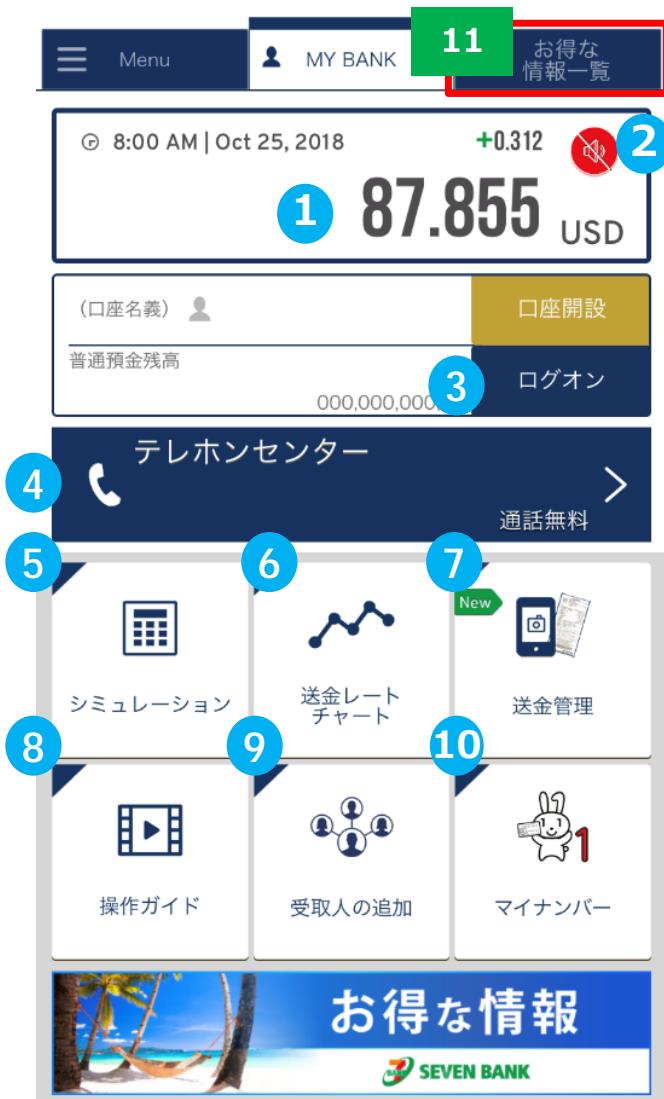 Menu
MY BANK
11
お得な
情報一覧
8:00 AM | Oct 25, 2018
+0.312
2
1
87.855
USD
(口座名義)
口座開設
普通預金残高
000,000,000
3
ログオン
テレホンセンター
4
通話無料
5
6
7
New
シミュレーション
送金レート
チャート
送金管理
8
9
10
1
操作ガイド
受取人の追加
マイナンバー
お得な情報
SEVEN BANK